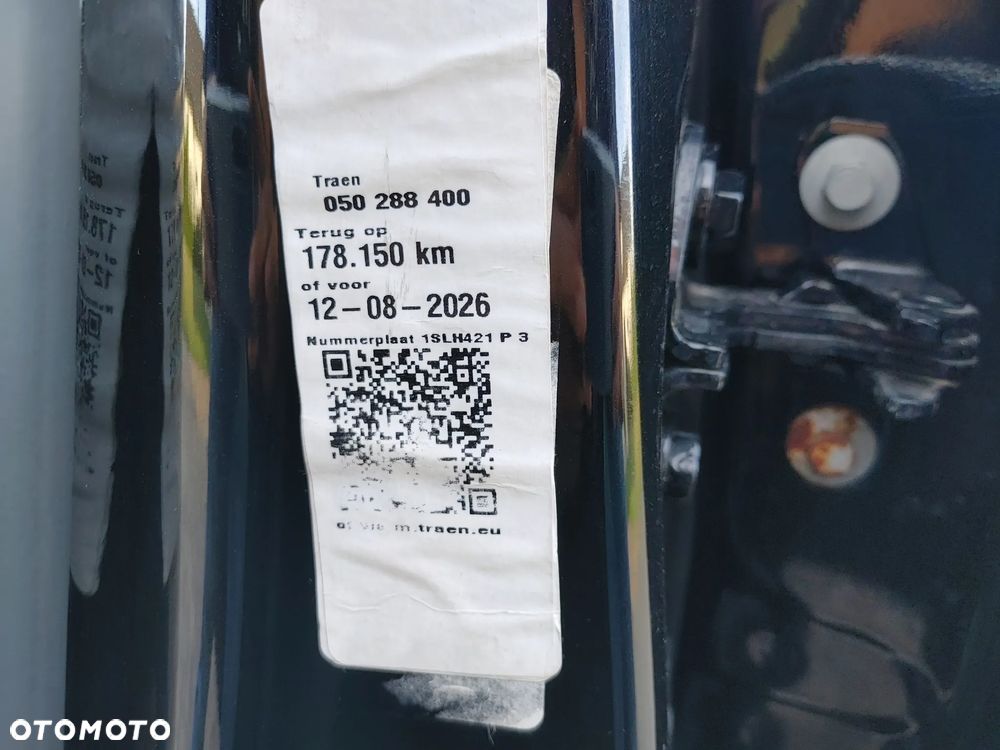 Traen
050 288 400
Terug op
178.150 km
of voor
12-08-2026
Nummerplaat 1SLH421 P 3
m.traen.eu
OTOMOTO